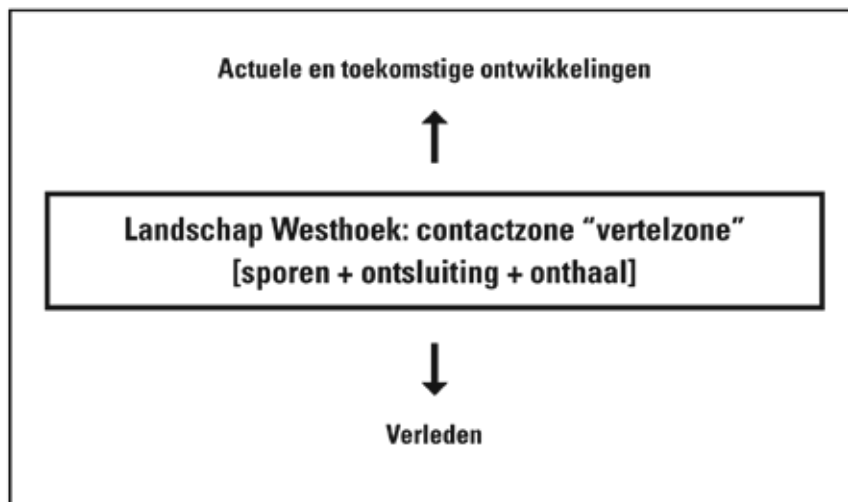 Actuele en toekomstige ontwikkelingen
Landschap Westhoek: contactzone “vertelzone”
[sporen + ontsluiting + onthaal]
Verleden